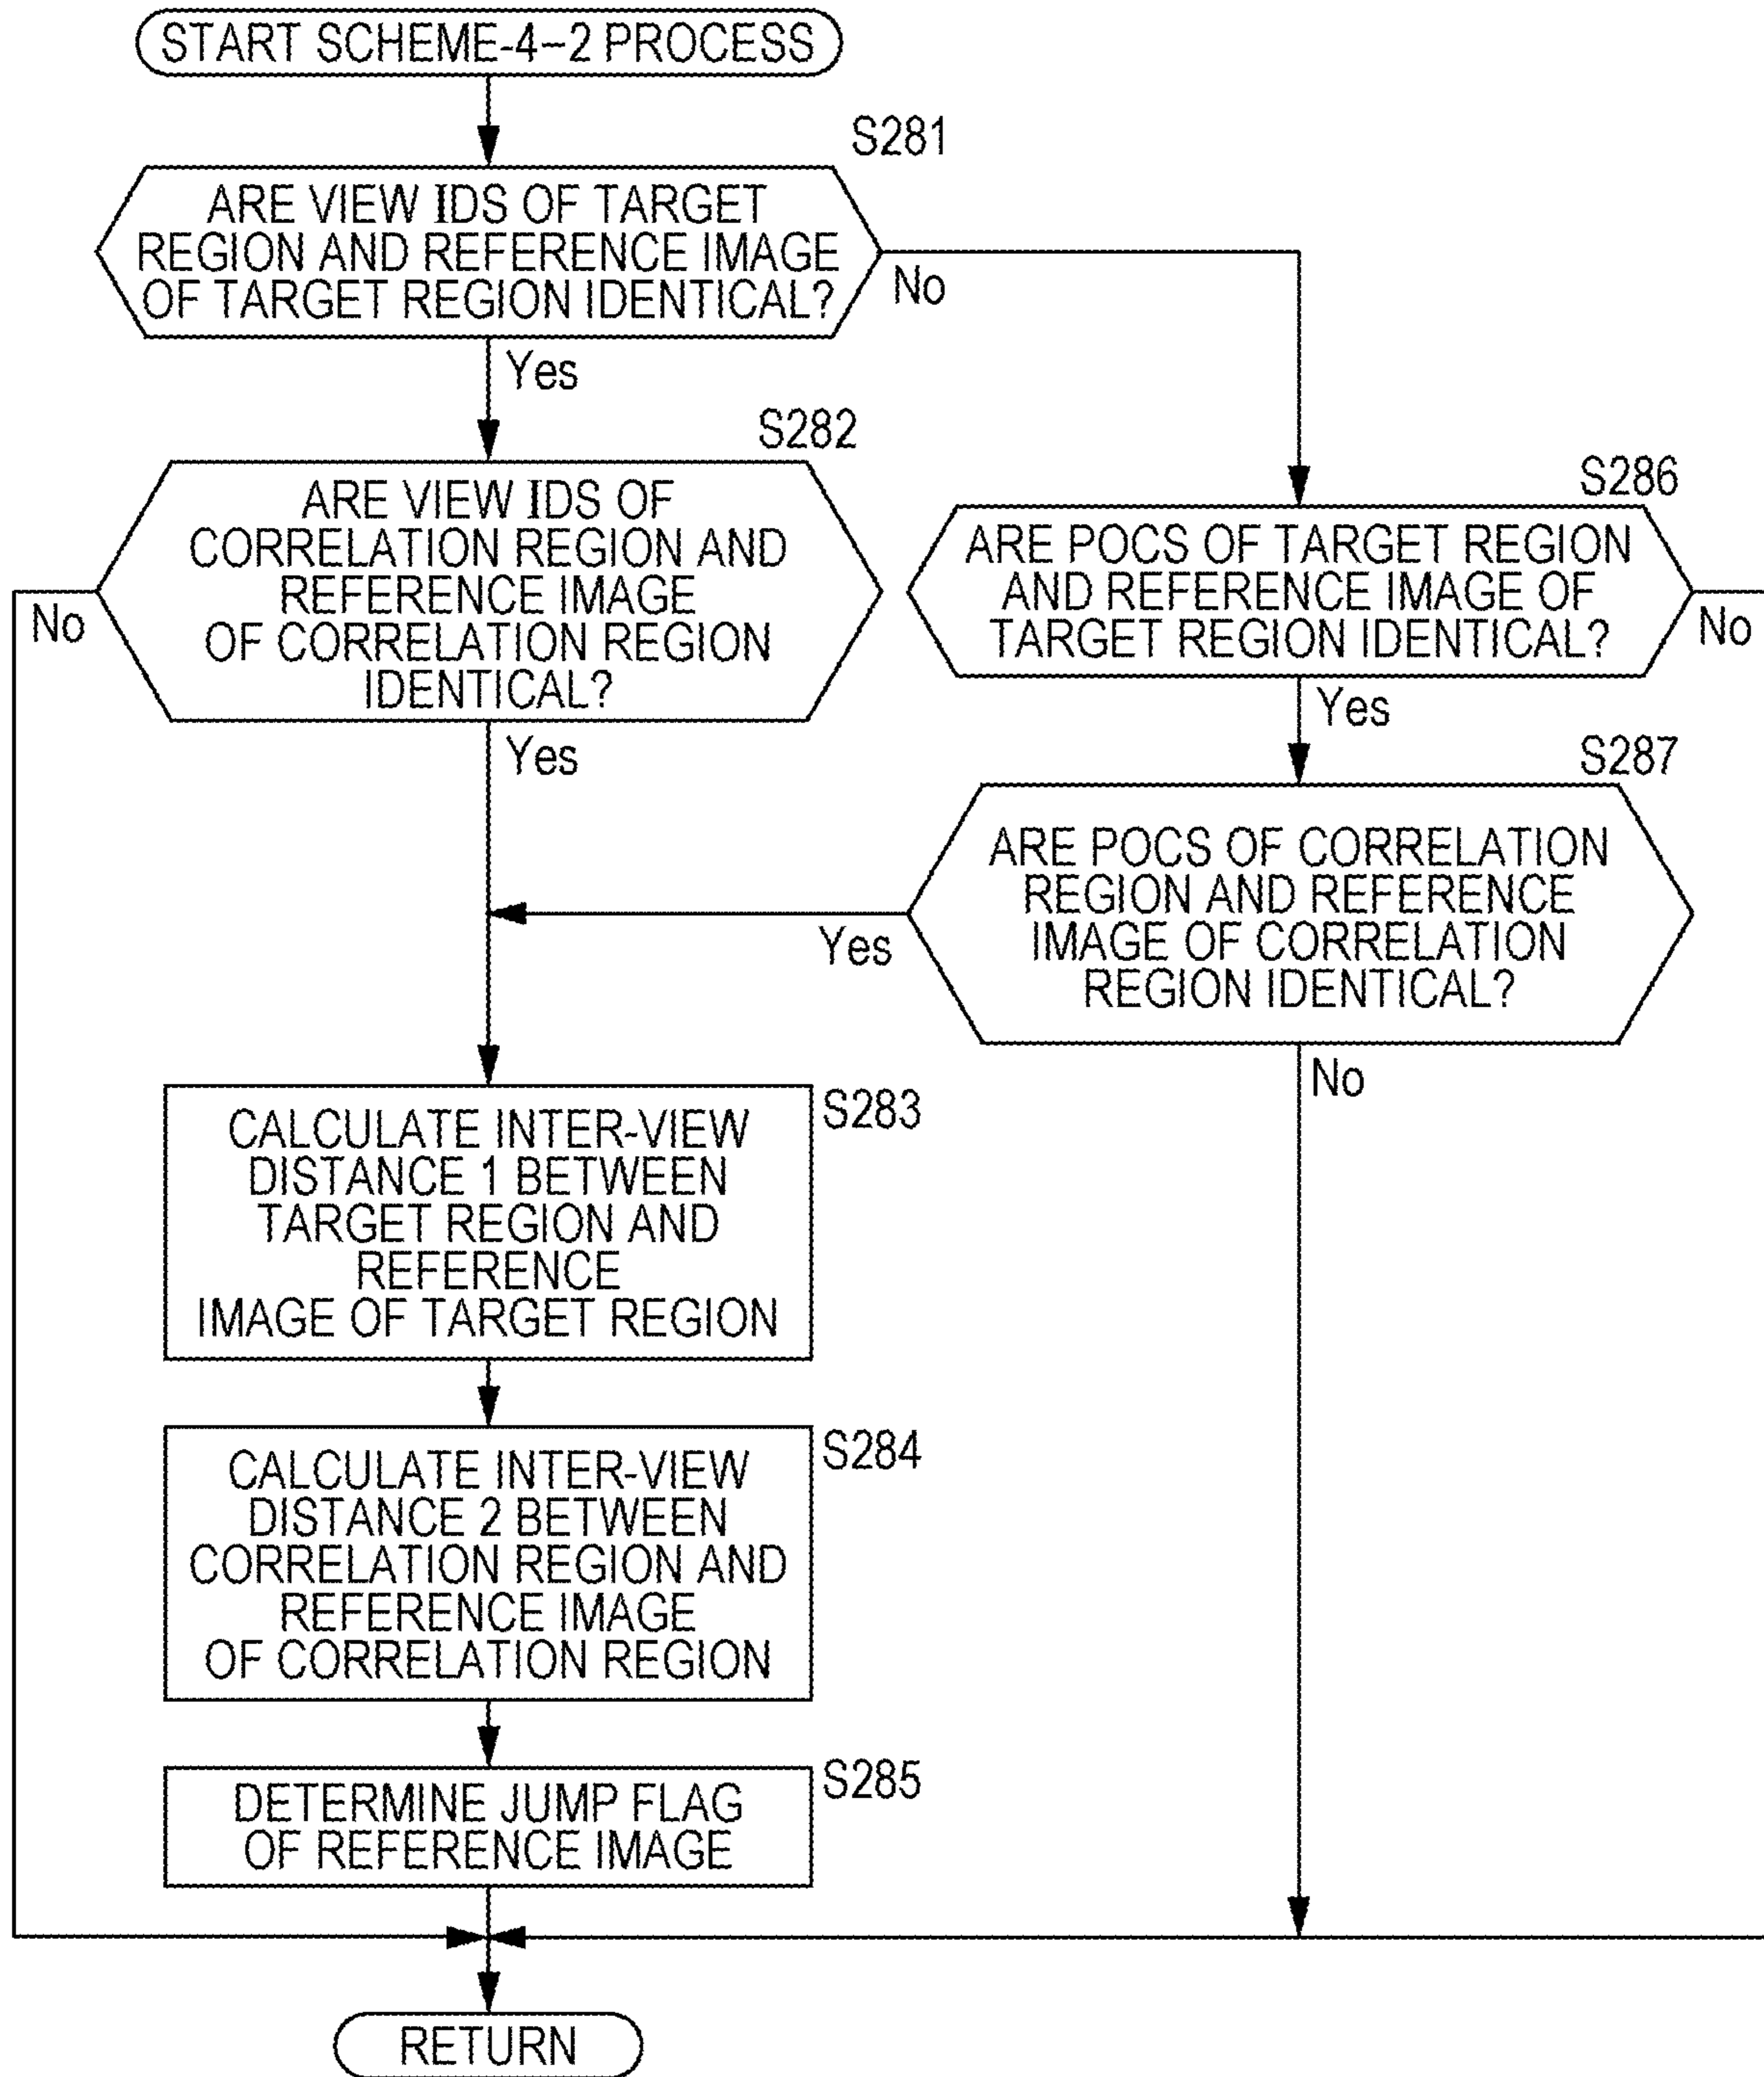 START SCHEME-4-2 PROCESS
S281
ARE VIEW IDS OF TARGET
REGION AND REFERENCE IMAGE
OF TARGET REGION IDENTICAL?
No
Yes
S282
ARE VIEW IDS OF
CORRELATION REGION AND
REFERENCE IMAGE
OF CORRELATION REGION
IDENTICAL?
No
Yes
S286
ARE POCS OF TARGET REGION
AND REFERENCE IMAGE OF
TARGET REGION IDENTICAL?
No
Yes
S287
ARE POCS OF CORRELATION
REGION AND REFERENCE
IMAGE OF CORRELATION
REGION IDENTICAL?
Yes
No
S283
CALCULATE INTER-VIEW
DISTANCE 1 BETWEEN
TARGET REGION AND
REFERENCE
IMAGE OF TARGET REGION
S284
CALCULATE INTER-VIEW
DISTANCE 2 BETWEEN
CORRELATION REGION AND
REFERENCE IMAGE
OF CORRELATION REGION
S285
DETERMINE JUMP FLAG
OF REFERENCE IMAGE
RETURN